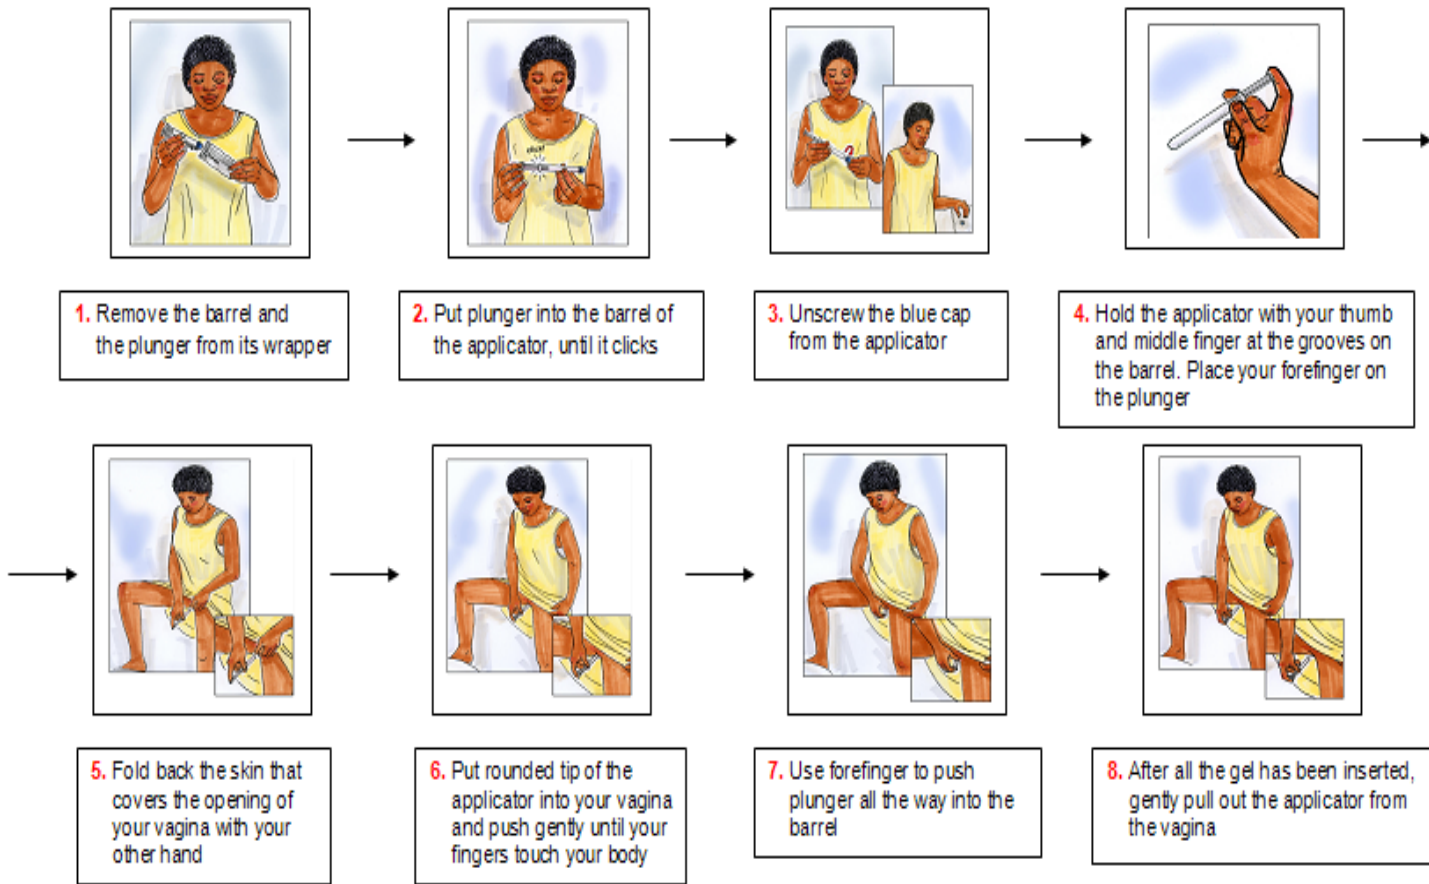 1. Remove the barrel and
the plunger from its wrapper
2. Put plunger into the barrel of
the applicator, until it clicks
3. Unscrew the blue cap
from the applicator
4. Hold the applicator with your thumb
and middle finger at the grooves on
the barrel. Place your forefinger on
the plunger
5. Fold back the skin that
covers the opening of
your vagina with your
other hand
6. Put rounded tip of the
applicator into your vagina
and push gently until your
fingers touch your body
7. Use forefinger to push
plunger all the way into the
barrel
8. After all the gel has been inserted,
gently pull out the applicator from
the vagina